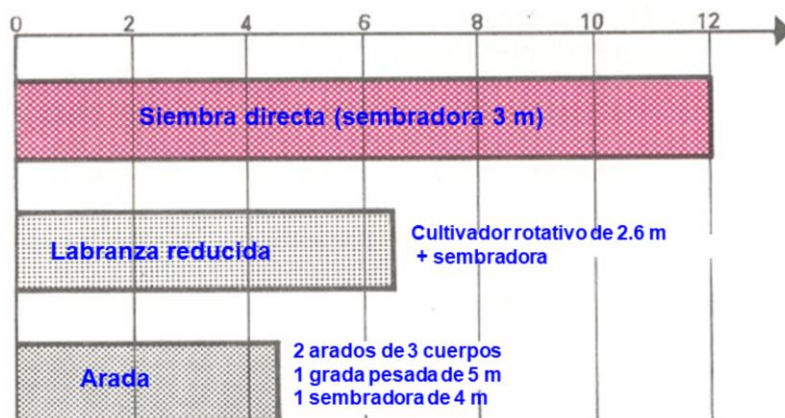 0 2 4 6 8 10 12
Siembra directa (sembradora 3 m)
Labranza reducida
Cultivador rotativo de 2.6 m
+ sembradora
Arada
2 arados de 3 cuerpos
1 grada pesada de 5 m
1 sembradora de 4 m